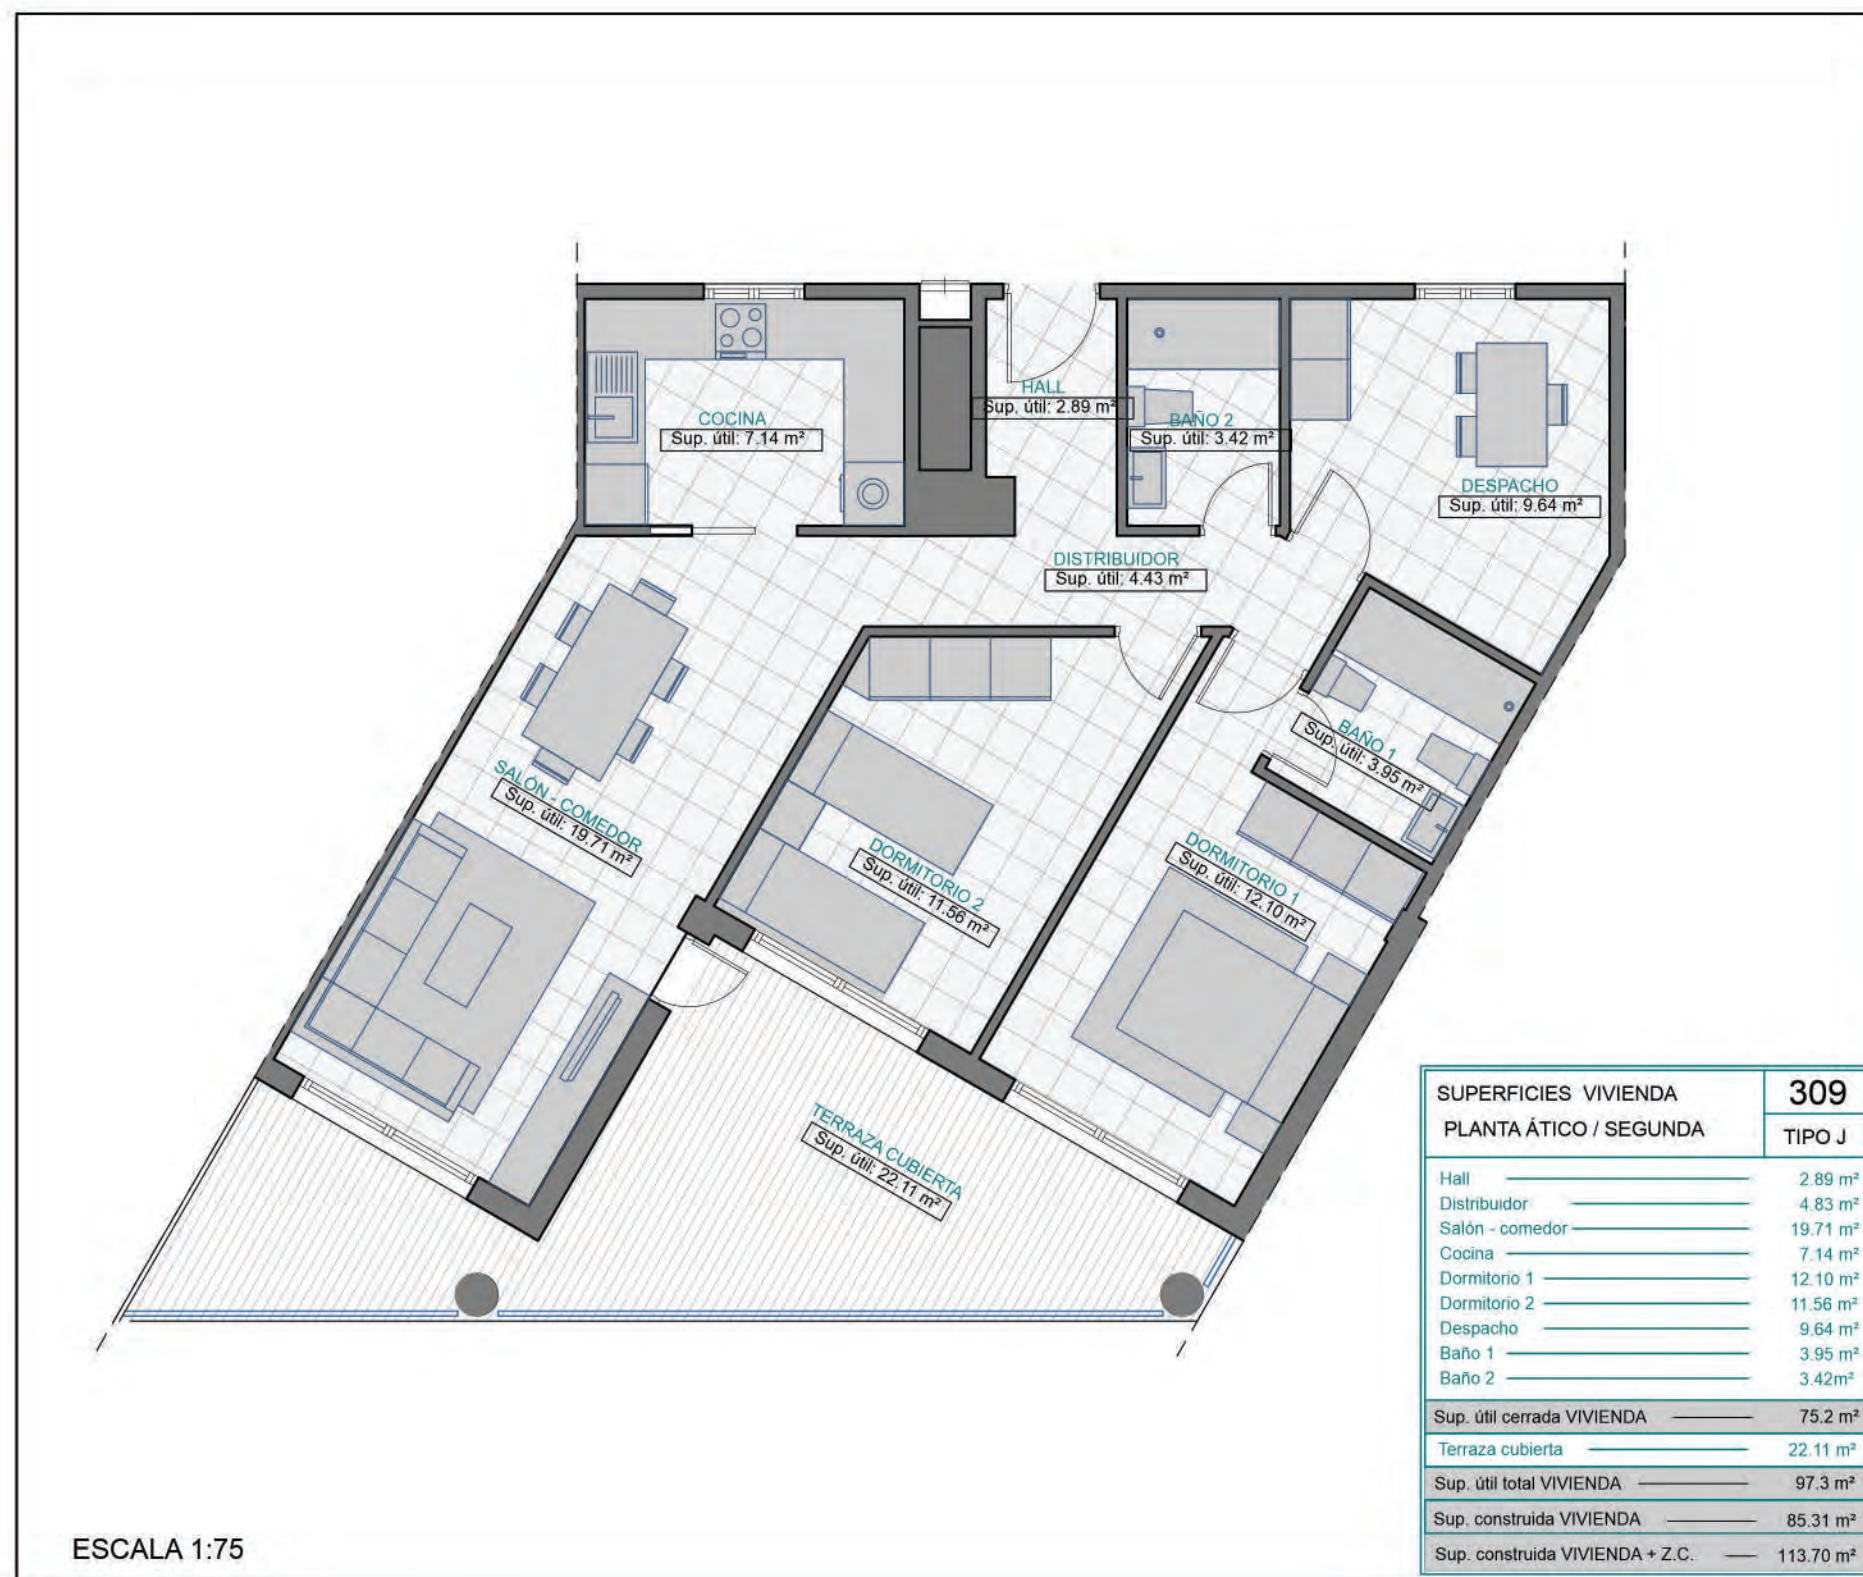 HALL
Sup. útil: 2.89 m²
COCINA
Sup. útil: 7.14 m²
BAÑO 2
Sup. útil: 3.42 m²
DESPACHO
Sup. útil: 9.64 m²
DISTRIBUIDOR
Sup. útil: 4.43 m²
BAÑO 1
Sup. útil: 3.95 m²
SALÓN - COMEDOR
Sup. útil: 19.71 m²
DORMITORIO 2
Sup. útil: 11.56 m²
DORMITORIO 1
Sup. útil: 12.10 m²
TERRAZA CUBIERTA
Sup. útil: 22.11 m²
SUPERFICIES VIVIENDA 309
PLANTA ÁTICO / SEGUNDA TIPO J
Hall 2.89 m²
Distribuidor 4.83 m²
Salón - comedor 19.71 m²
Cocina 7.14 m²
Dormitorio 1 12.10 m²
Dormitorio 2 11.56 m²
Despacho 9.64 m²
Baño 1 3.95 m²
Baño 2 3.42m²
Sup. útil cerrada VIVIENDA 75.2 m²
Terraza cubierta 22.11 m²
Sup. útil total VIVIENDA 97.3 m²
Sup. construida VIVIENDA 85.31 m²
Sup. construida VIVIENDA + Z.C. 113.70 m²
ESCALA 1:75